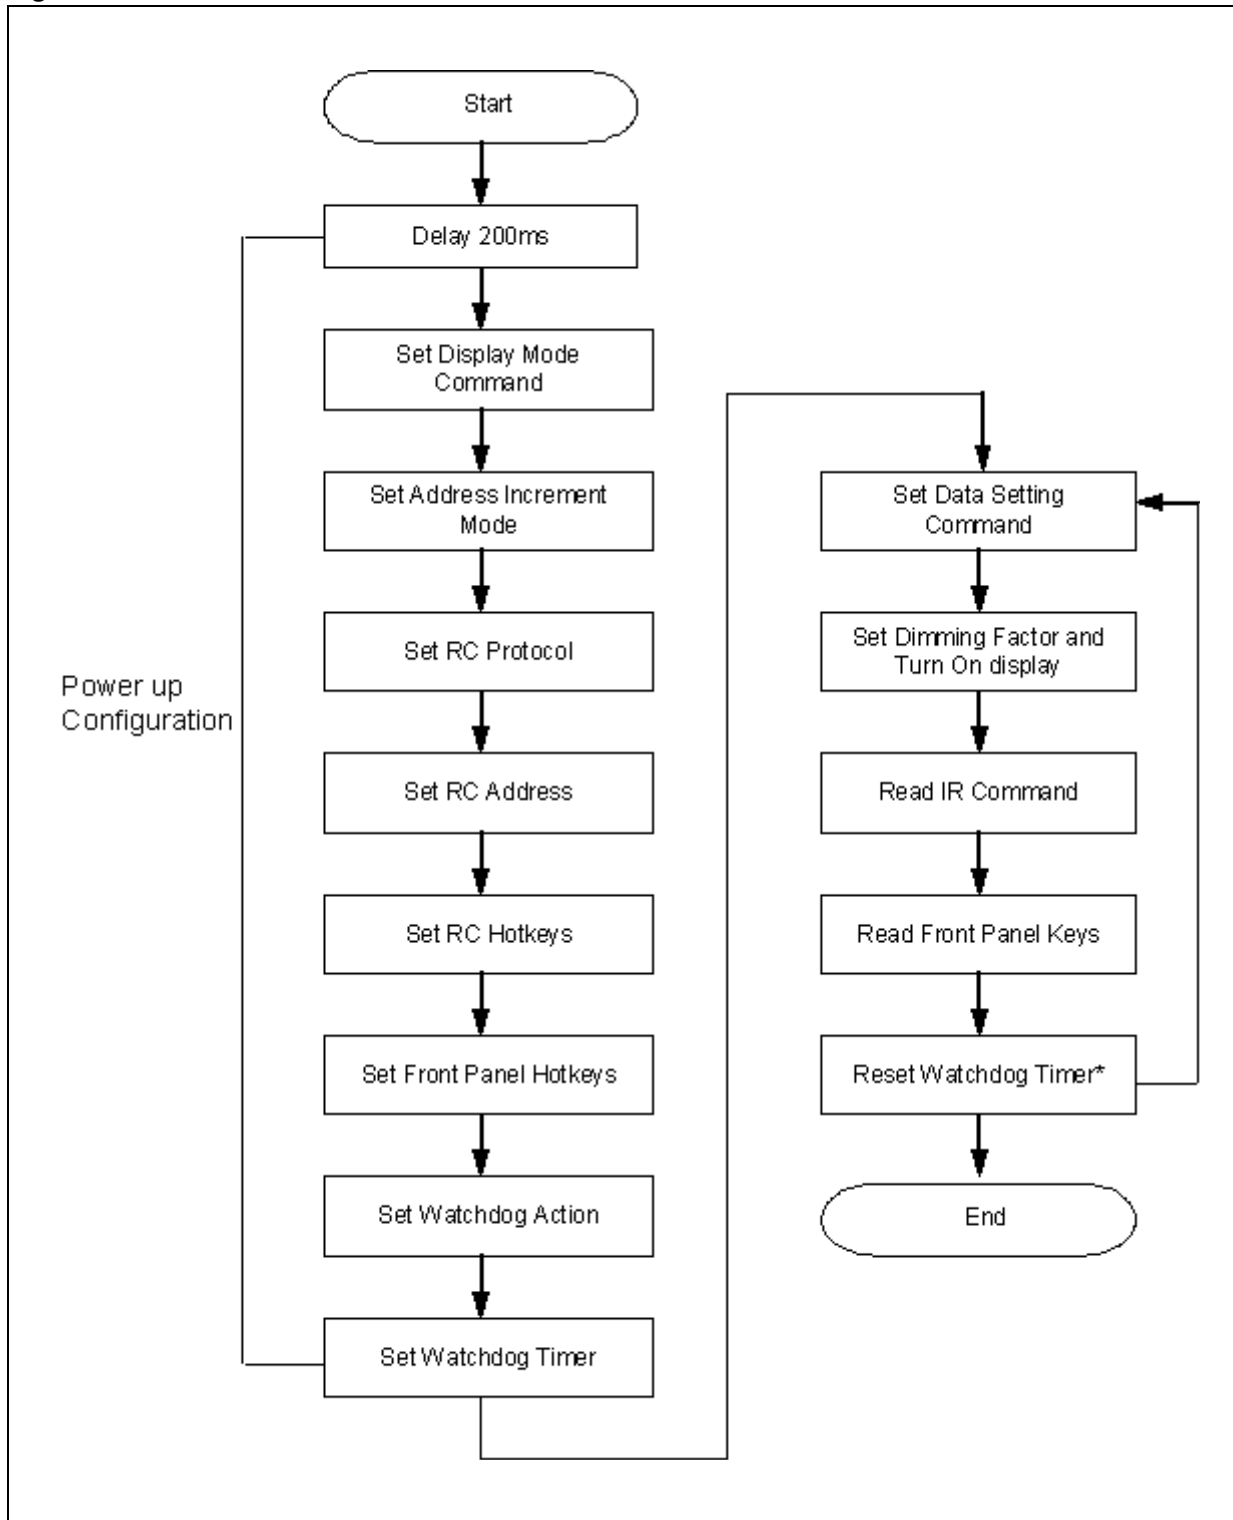 Start
Delay 200ms
Set Display Mode
Command
Set Address Increment
Mode
Set RC Protocol
Power up
Configuration
Set RC Address
Set RC Hotkeys
Set Front Panel Hotkeys
Set Watchdog Action
Set Watchdog Timer
Set Data Setting
Command
Set Dimming Factor and
Turn On display
Read IR Command
Read Front Panel Keys
Reset Watchdog Timer*
End